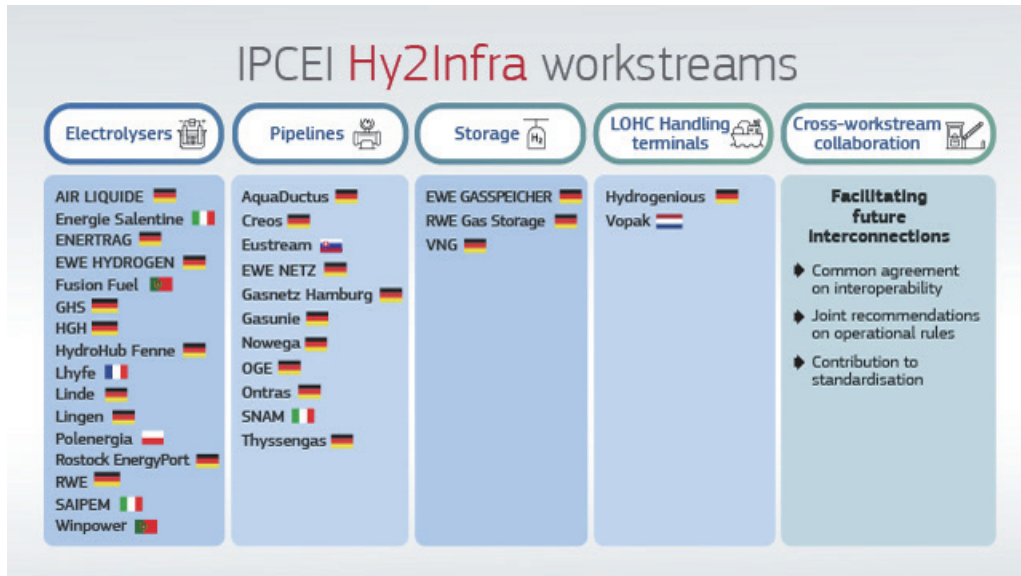 IPCEI Hy2Infra workstreams
Electrolysers
Pipelines
Storage
H₂
LOHC Handling
terminals
Cross-workstream
collaboration
AIR LIQUIDE
Energie Salentine
ENERTRAG
EWE HYDROGEN
Fusion Fuel
GHS
HGH
HydroHub Fenne
Lhyfe
Linde
Lingen
Polenergia
Rostock EnergyPort
RWE
SAIPEM
Winpower
AquaDuctus
Creos
Eustream
EWE NETZ
Gasnetz Hamburg
Gasunie
Nowega
OGE
Ontras
SNAM
Thyssengas
EWE GASSPEICHER
RWE Gas Storage
VNG
Hydrogenious
Vopak
Facilitating
future
interconnections
Common agreement
on interoperability
Joint recommendations
on operational rules
Contribution to
standardisation